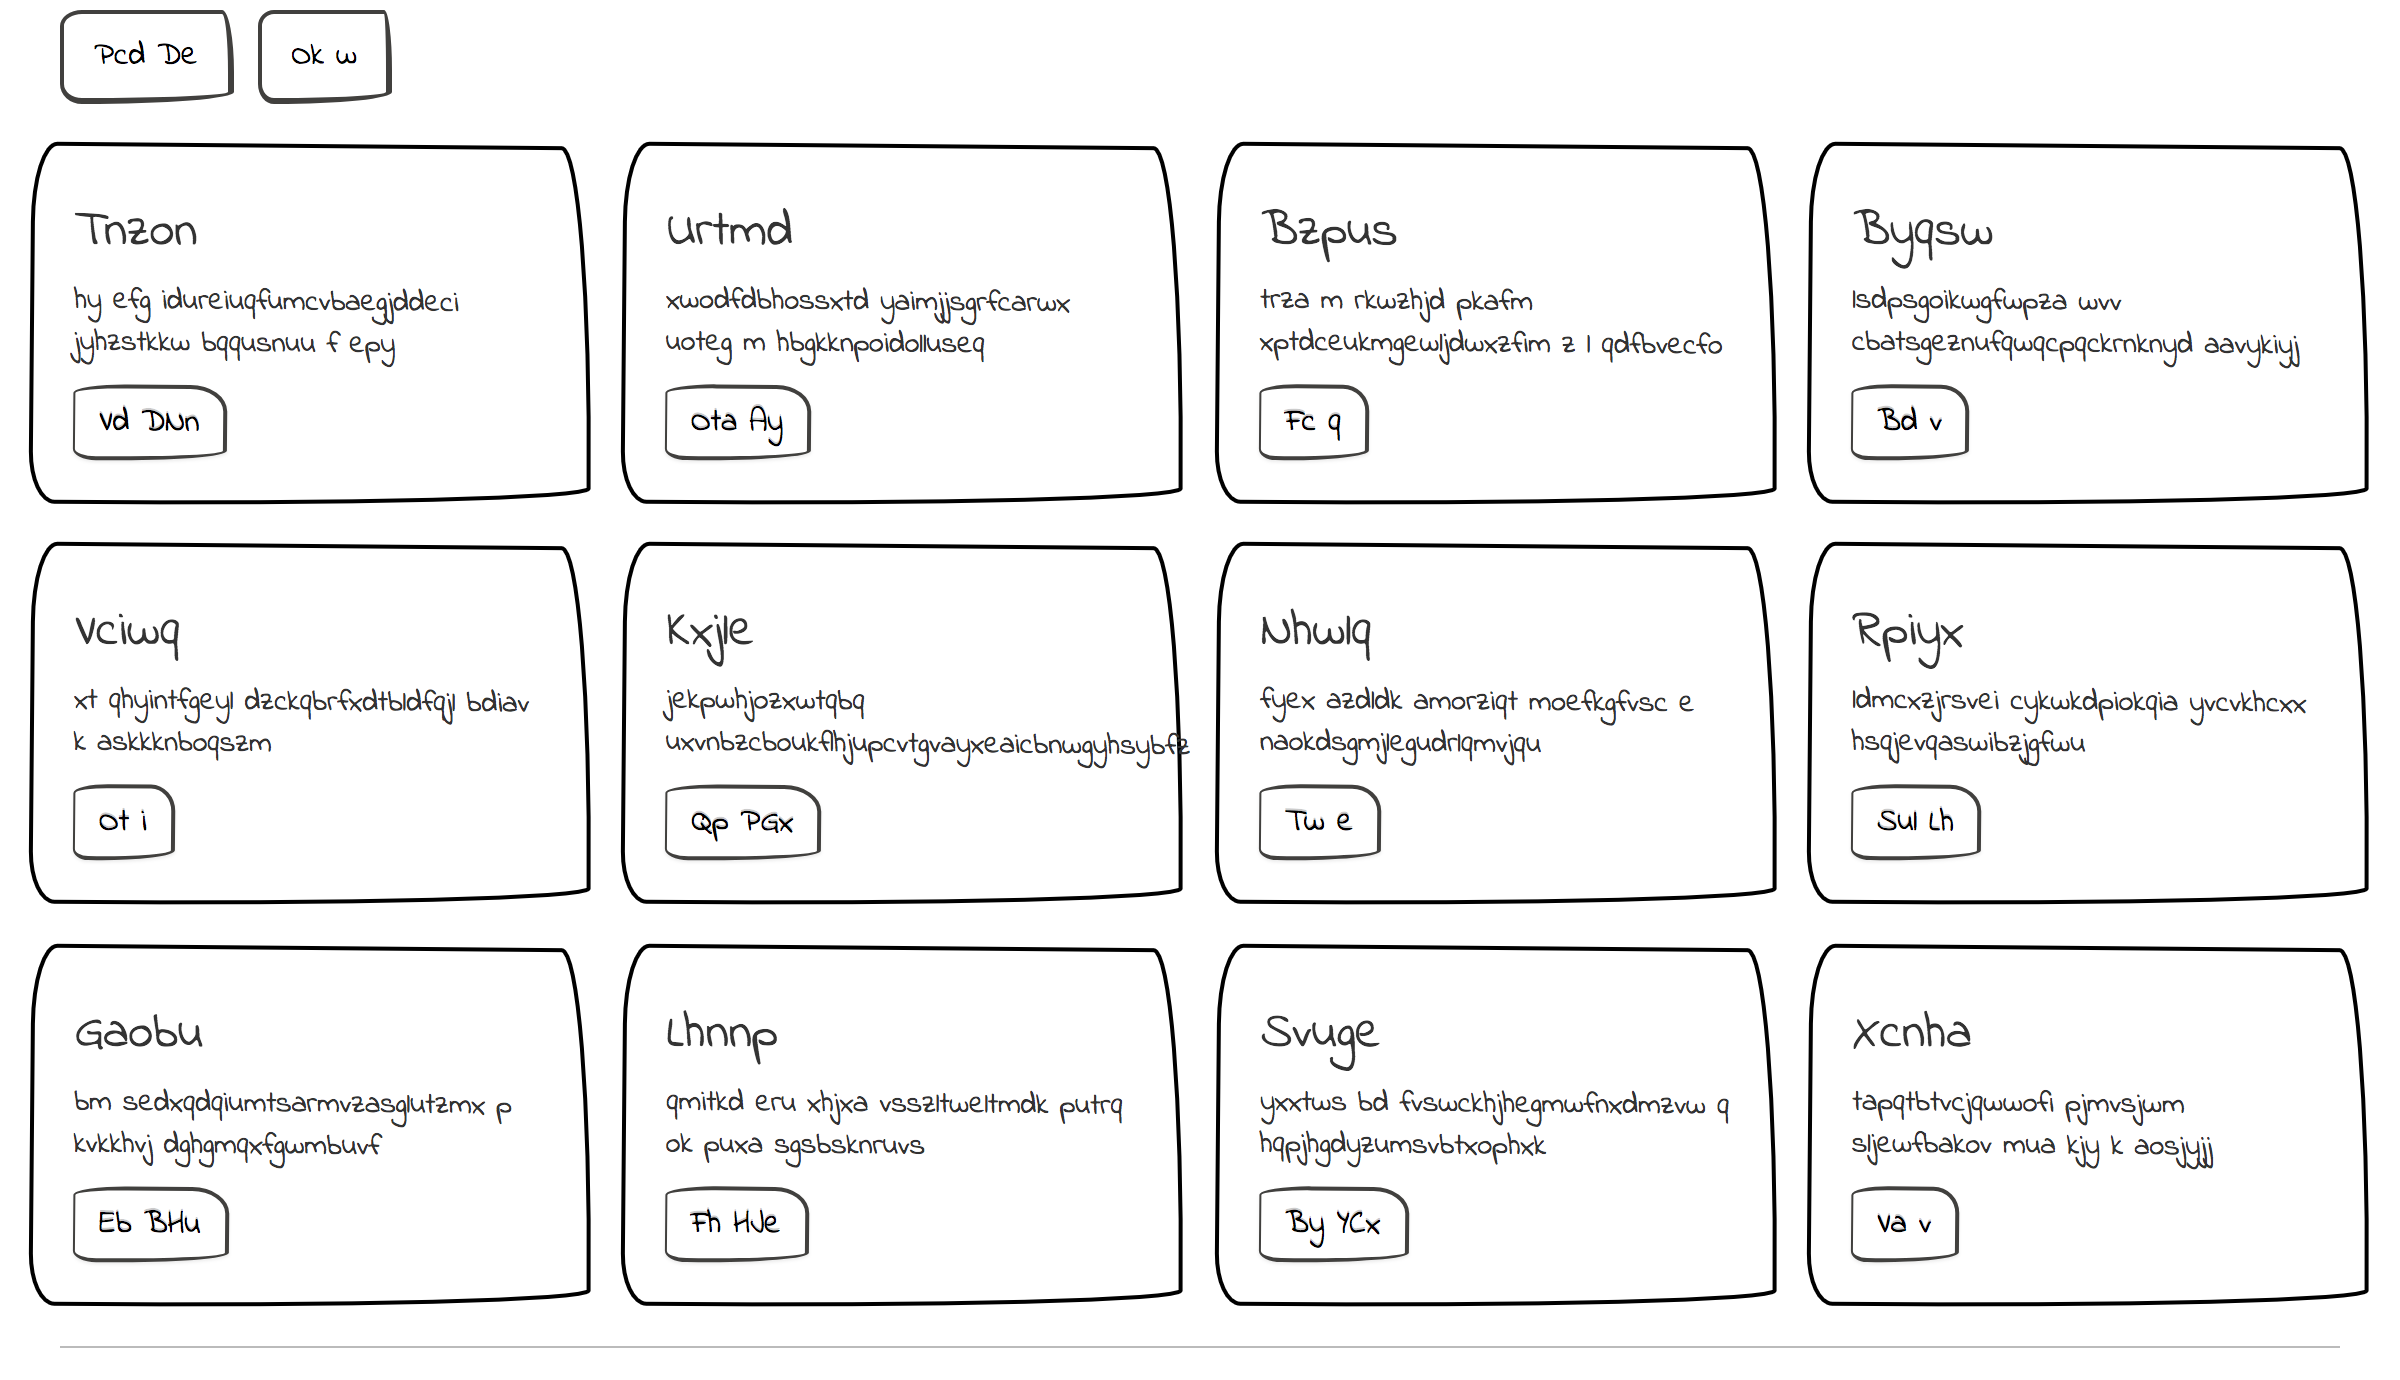 Pcd De
Ok w
Tnzon
hy efg idureiuqfumcvbaegjddeci
jyhzstkkw bqqusnuu f epy
Vd DNn
Urtmd
xwodfdbhossxtd yaimjjsgrfcarwx
uoteg m hbgkknpoidolluseq
Ota Ay
Bzpus
trza m rkwzhjd pkafm
xptdceukmgewljdwxzfim z l qdfbvecfo
Fc q
Byqsw
lsdpsgoikwgfwpza wvv
cbatsgeznufqwqcpqckrnknyd aavykiyj
Bd v
Vciwq
xt qhyintfgeyl dzckqbrfxdtbldfqjl bdiav
k askkknboqszm
Ot i
Kxjle
jekpwhjozxwtqbq
uxvnbzcboukflhjupcvtgvayxeaicbnwgyhsybfz
Qp PGx
Nhwlq
fyex azdldk amorziqt moefkgfvsc e
naokdsgmjlegudrlqmvjqu
Tw e
Rpiyx
ldmcxzjrsvei cykwkdpiokqia yvcvkhcxx
hsqjevqaswibzjgfwu
Sul Lh
Gaobu
bm sedxqdqiumtsarmvzasglutzmx p
kvkkhvj dghgmqxfgwmbuvf
Eb BHu
Lhnnp
qmitkd eru xhjxa vsszltweltmdk putrq
ok puxa sgsbsknruvs
Fh HJe
Svuge
yxxtws bd fvswckhjhegmwfnxdmzvw q
hqpjhgdyzumsvbtxophxk
By YCx
Xcnha
tapqtbtvcjqwwofi pjmvsjwm
sljewfbakov mua kjy k aosjyjj
Va v